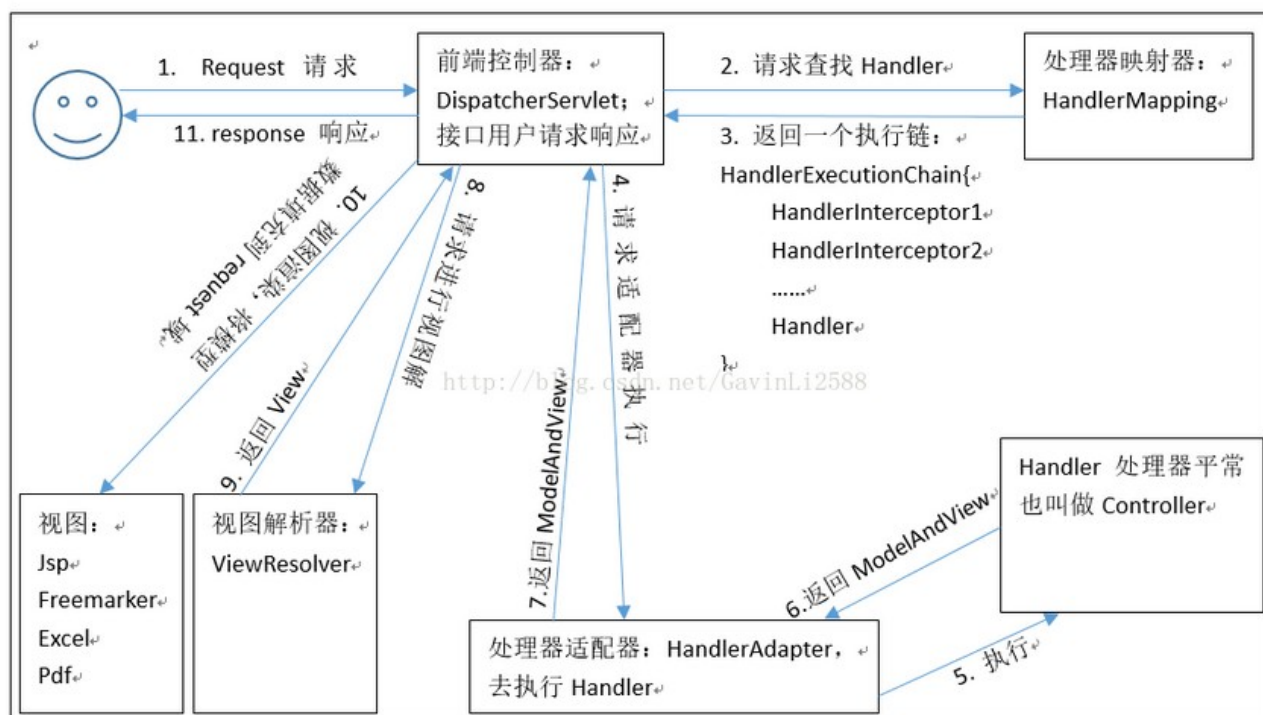 1. Request 请求
11. response 响应
前端控制器：
DispatcherServlet；
接口用户请求响应
2. 请求查找 Handler
3. 返回一个执行链：
HandlerExecutionChain{
HandlerInterceptor1
HandlerInterceptor2
……
Handler
}
处理器映射器：
HandlerMapping
10. 视图渲染，将模型
数据填充到 request 域
9. 返回 View
8. 请求进行视图解
7.返回 ModelAndView
4. 请求适配器执行
http://blog.csdn.net/GavinLi2588
视图：
Jsp
Freemarker
Excel
Pdf
视图解析器：
ViewResolver
处理器适配器：HandlerAdapter，
去执行 Handler
6.返回 ModelAndView
5. 执行
Handler 处理器平常
也叫做 Controller